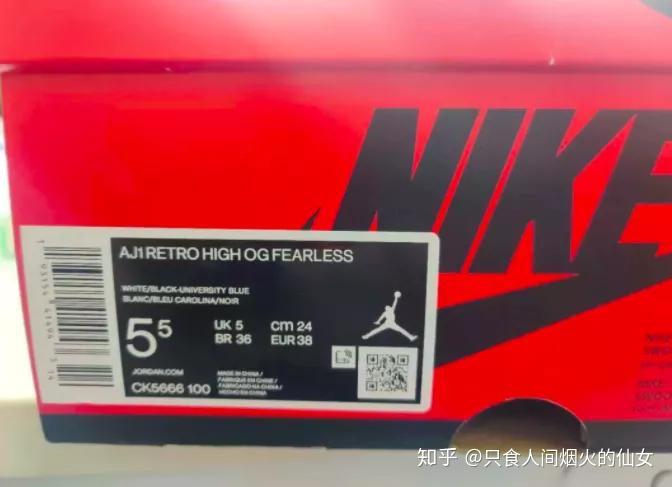 NIKE
AJ1 RETRO HIGH OG FEARLESS
WHITE/BLACK-UNIVERSITY BLUE
BLANC/BLEU CAROLINA/NOIR
5⁵
UK 5 cm 24
BR 36 EUR 38
JORDAN.COM
CK5666 100
MADE IN CHINA/
FABRIQUÉ EN CHINE/
FABRICADO NA CHINA/
HECHO EN CHINA
知乎 @只食人间烟火的仙女